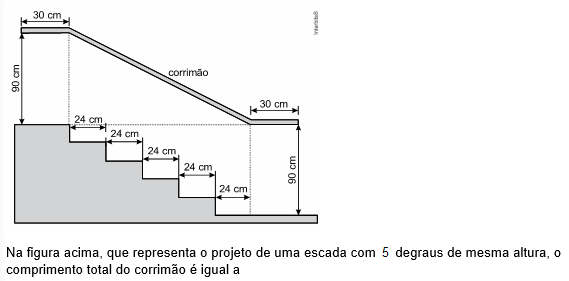 30 cm
Interbits®
90 cm
corrimão
30 cm
24 cm
24 cm
24 cm
24 cm
24 cm
90 cm
Na figura acima, que representa o projeto de uma escada com 5 degraus de mesma altura, o
comprimento total do corrimão é igual a